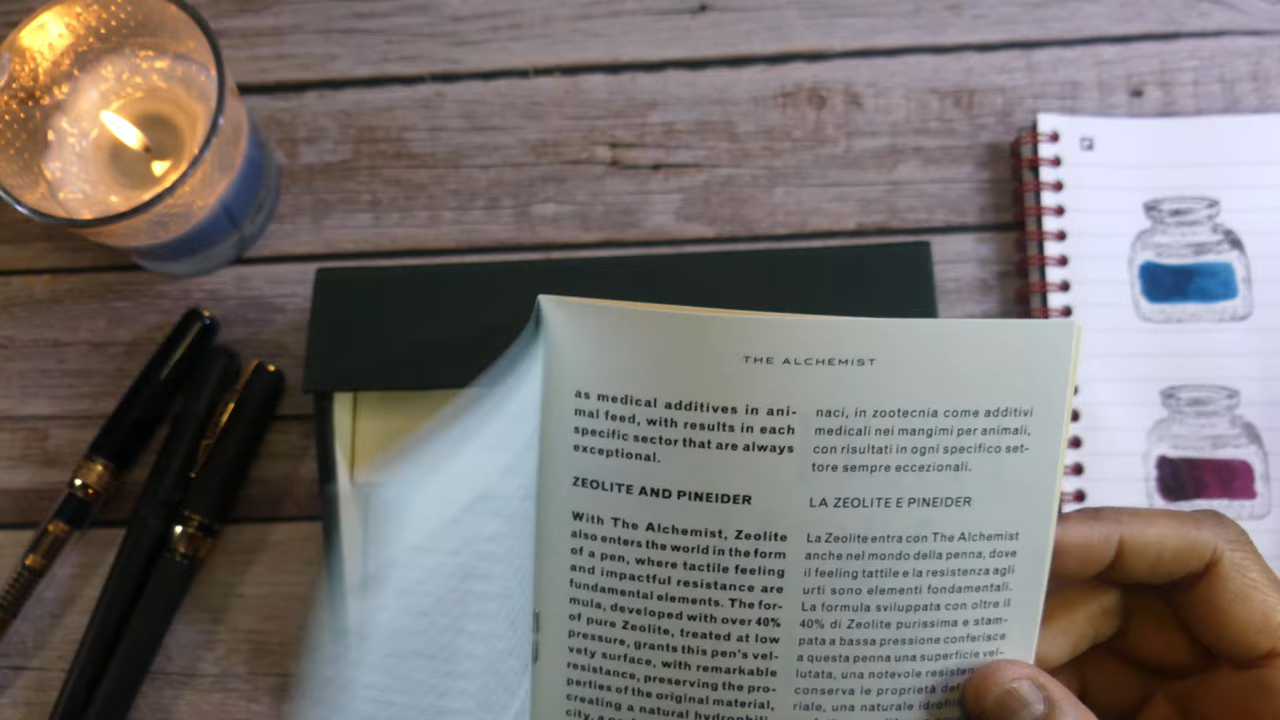 THE ALCHEMIST
as medical additives in ani-
mal feed, with results in each
specific sector that are always
exceptional.
ZEOLITE AND PINEIDER
With The Alchemist, Zeolite
also enters the world in the form
of a pen, where tactile feeling
and impactful resistance are
fundamental elements. The for-
mula, developed with over 40%
of pure Zeolite, treated at low
pressure, grants this pen's vel-
vety surface, with remarkable
resistance, preserving the pro-
perties of the original material,
creating a natural hydrophili-
city, a
naci, in zootecnia come additivi
medicali nei mangimi per animali,
con risultati in ogni specifico set-
tore sempre eccezionali.
LA ZEOLITE E PINEIDER
La Zeolite entra con The Alchemist
anche nel mondo della penna, dove
il feeling tattile e la resistenza agli
urti sono elementi fondamentali.
La formula sviluppata con oltre il
40% di Zeolite purissima e stam-
pata a bassa pressione conferisce
a questa penna una superficie vel-
lutata, una notevole
conserva le proprietà
riale, una naturale